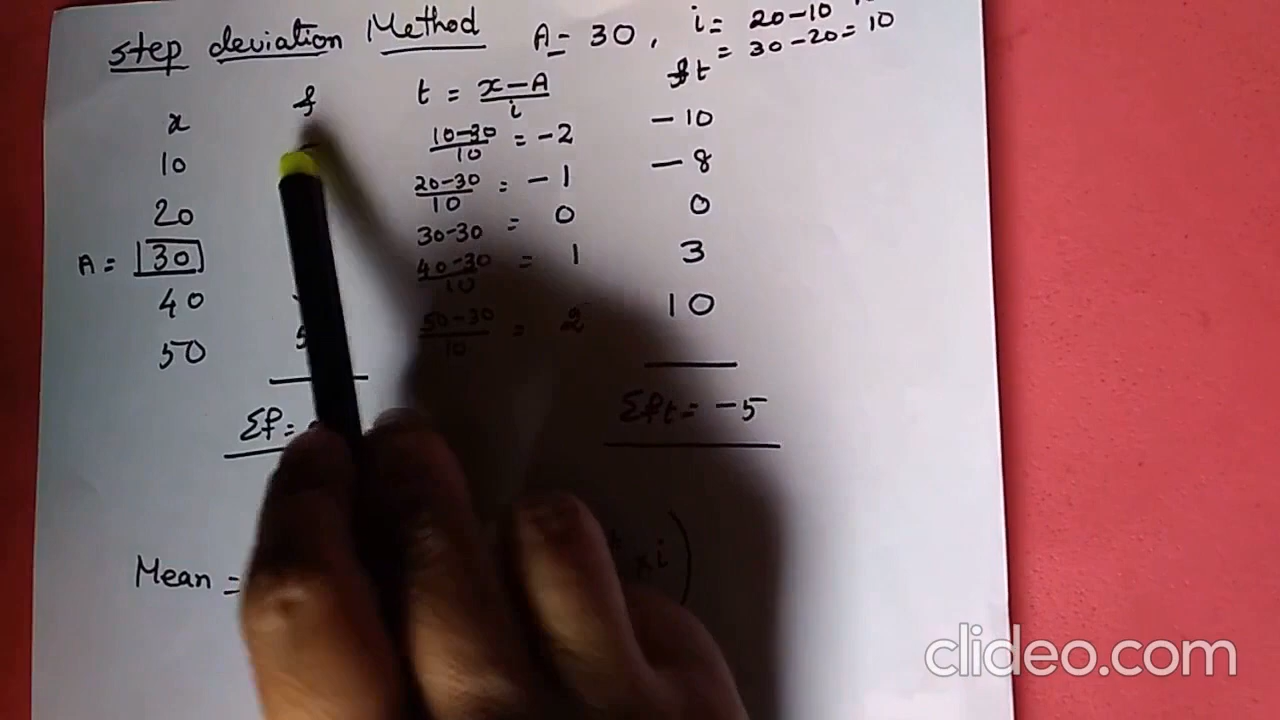 step deviation Method A = 30, i = 20-10
= 30-20 = 10
x f t = x-A/i ft
10 10-30/10 = -2 -10
20 20-30/10 = -1 -8
A = 30 30-30 = 0 0
40 40-30/10 = 1 3
50 5 50-30/10 = 2 10
Σf = Σft = -5
Mean = × i)
clideo.com